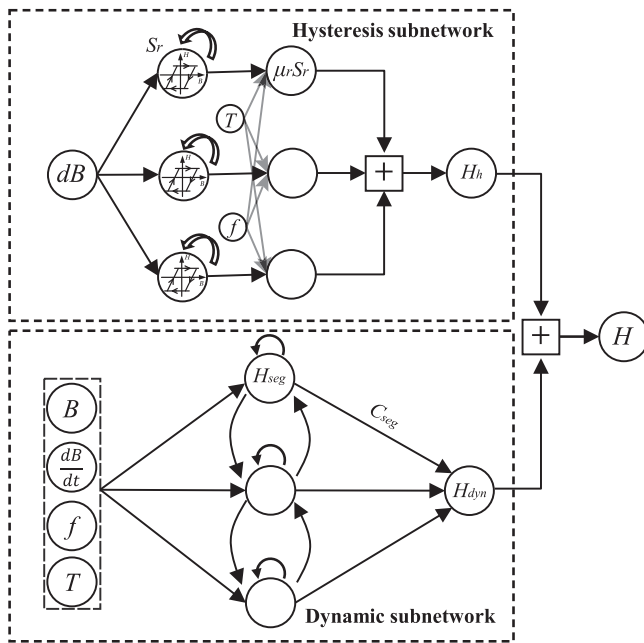 Hysteresis subnetwork
Sr
H
B
μrSr
T
dB
H
B
+
Hh
f
H
B
+
H
Hseg
B
Cseg
dB
dt
Hdyn
f
T
Dynamic subnetwork